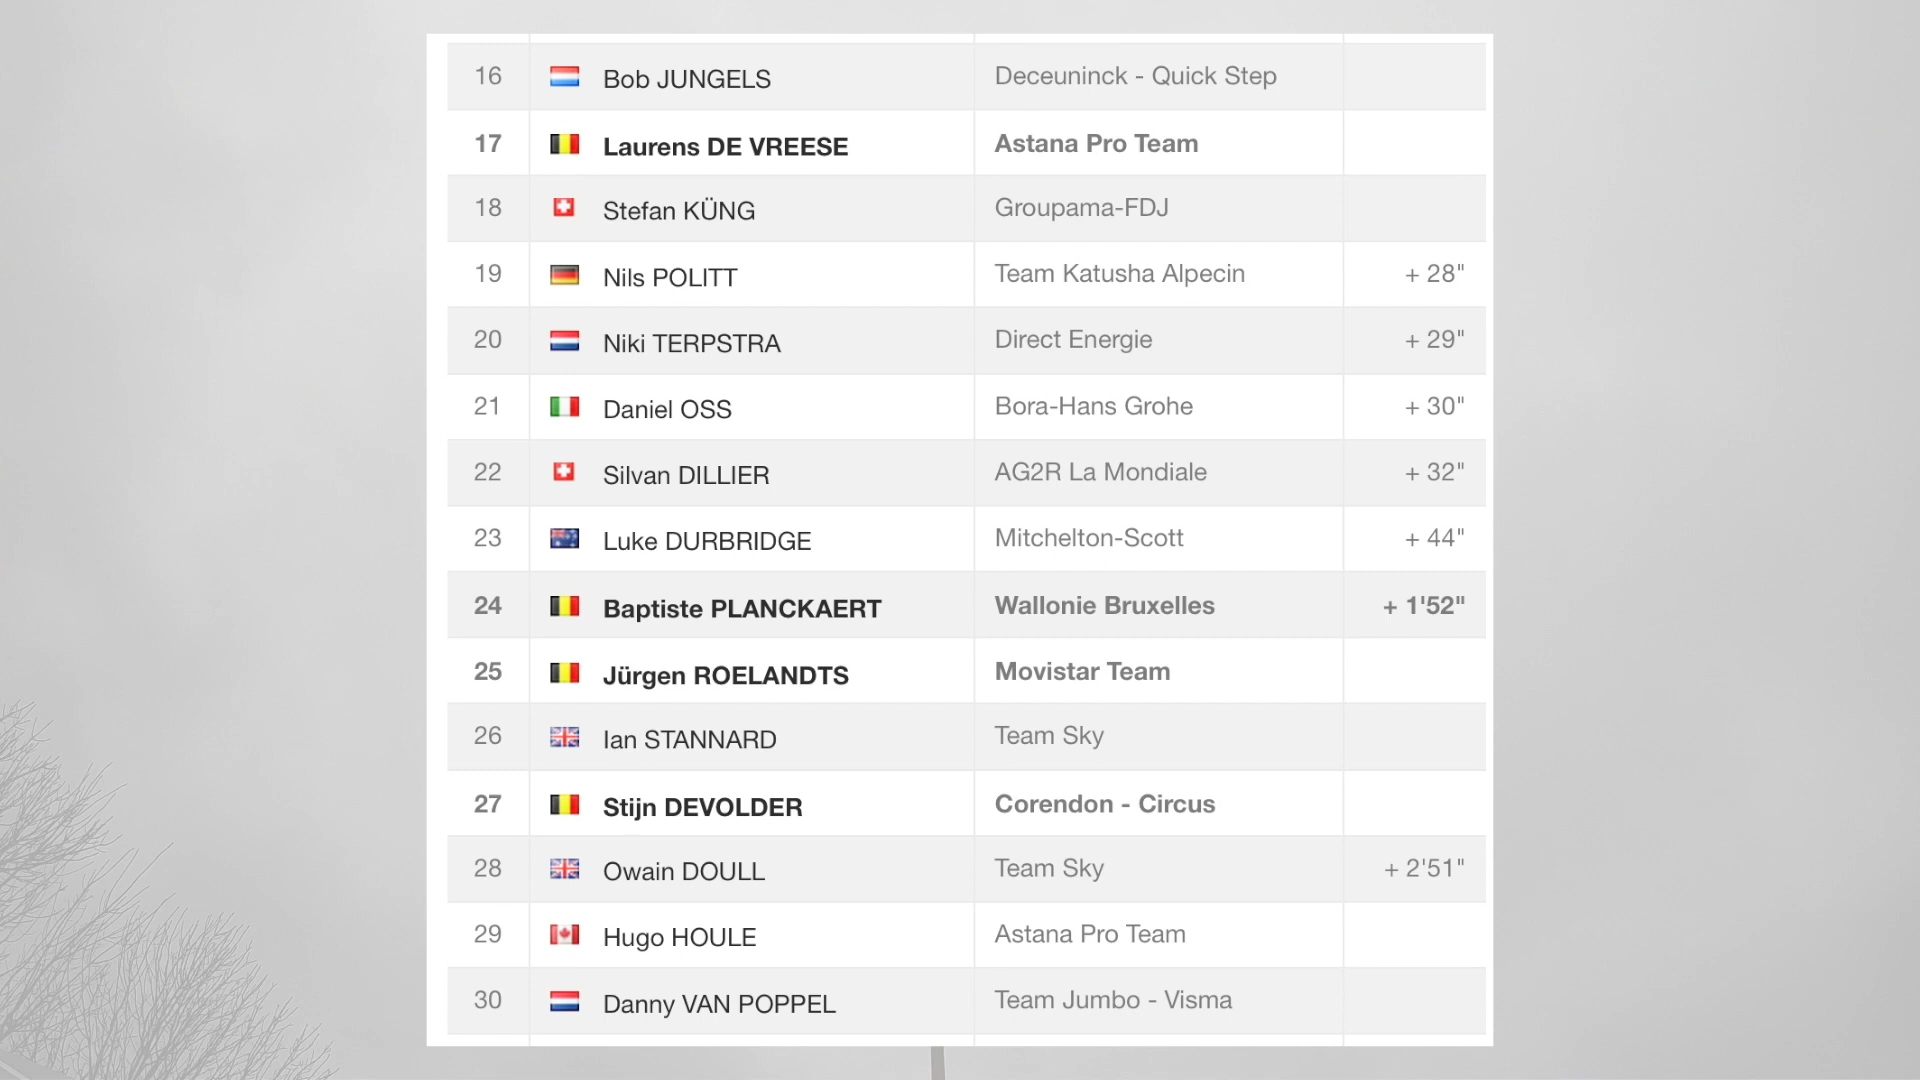 16 Bob JUNGELS Deceuninck - Quick Step
17 Laurens DE VREESE Astana Pro Team
18 Stefan KÜNG Groupama-FDJ
19 Nils POLITT Team Katusha Alpecin + 28"
20 Niki TERPSTRA Direct Energie + 29"
21 Daniel OSS Bora-Hans Grohe + 30"
22 Silvan DILLIER AG2R La Mondiale + 32"
23 Luke DURBRIDGE Mitchelton-Scott + 44"
24 Baptiste PLANCKAERT Wallonie Bruxelles + 1'52"
25 Jürgen ROELANDTS Movistar Team
26 Ian STANNARD Team Sky
27 Stijn DEVOLDER Corendon - Circus
28 Owain DOULL Team Sky + 2'51"
29 Hugo HOULE Astana Pro Team
30 Danny VAN POPPEL Team Jumbo - Visma